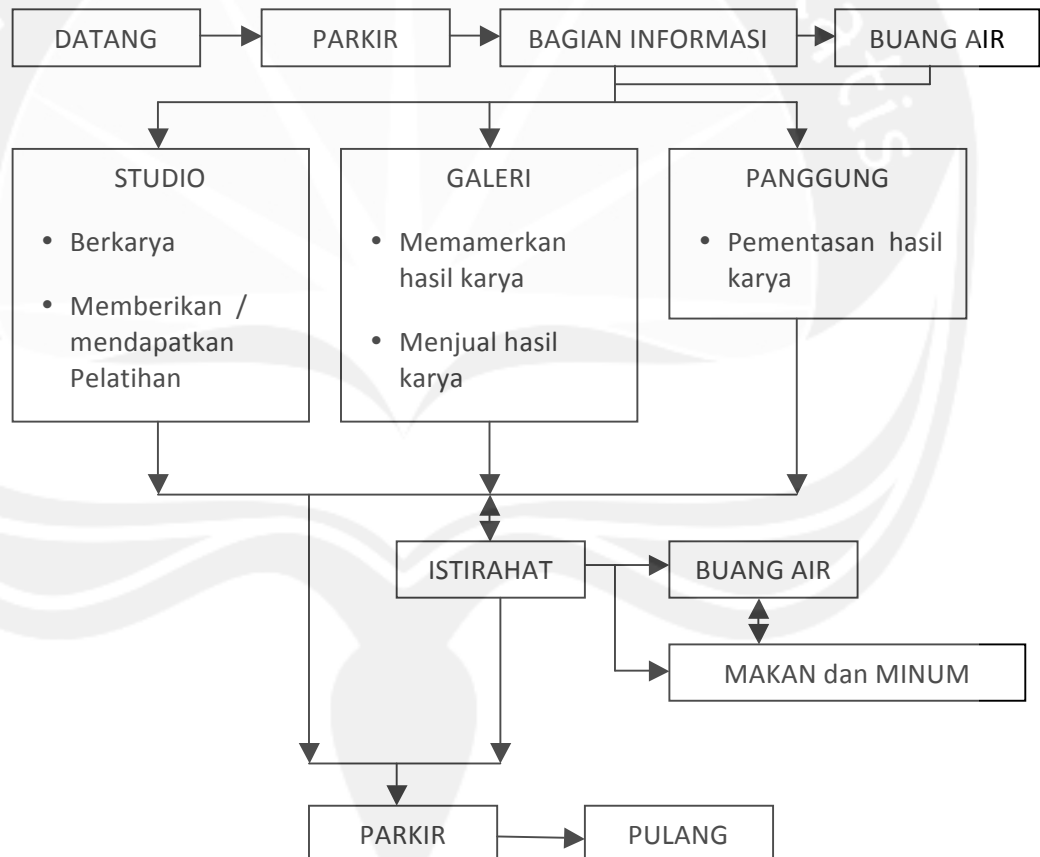 DATANG
PARKIR
BAGIAN INFORMASI
BUANG AIR
STUDIO
• Berkarya
• Memberikan /
mendapatkan
Pelatihan
GALERI
• Memamerkan
hasil karya
• Menjual hasil
karya
PANGGUNG
• Pementasan hasil
karya
ISTIRAHAT
BUANG AIR
MAKAN dan MINUM
PARKIR
PULANG